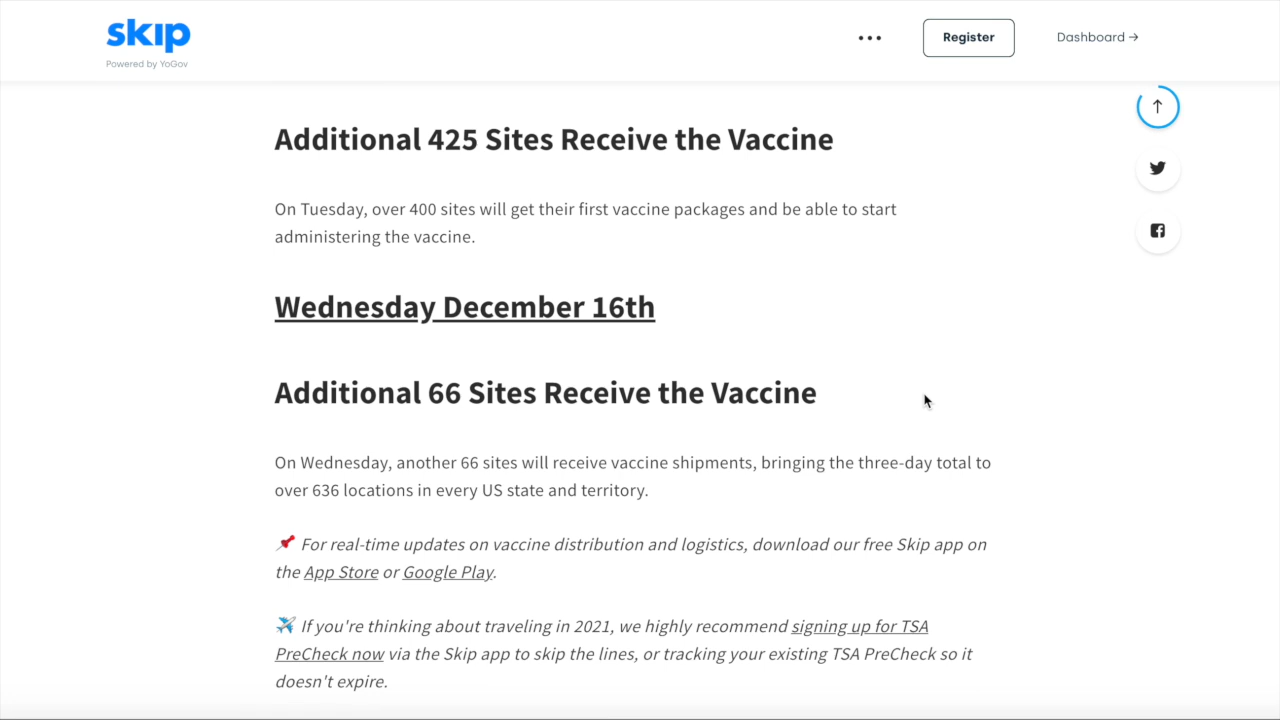 skip
Powered by YoGov
Register
Dashboard →
Additional 425 Sites Receive the Vaccine
On Tuesday, over 400 sites will get their first vaccine packages and be able to start
administering the vaccine.
Wednesday December 16th
Additional 66 Sites Receive the Vaccine
On Wednesday, another 66 sites will receive vaccine shipments, bringing the three-day total to
over 636 locations in every US state and territory.
📌 For real-time updates on vaccine distribution and logistics, download our free Skip app on
the App Store or Google Play.
✈️ If you're thinking about traveling in 2021, we highly recommend signing up for TSA
PreCheck now via the Skip app to skip the lines, or tracking your existing TSA PreCheck so it
doesn't expire.